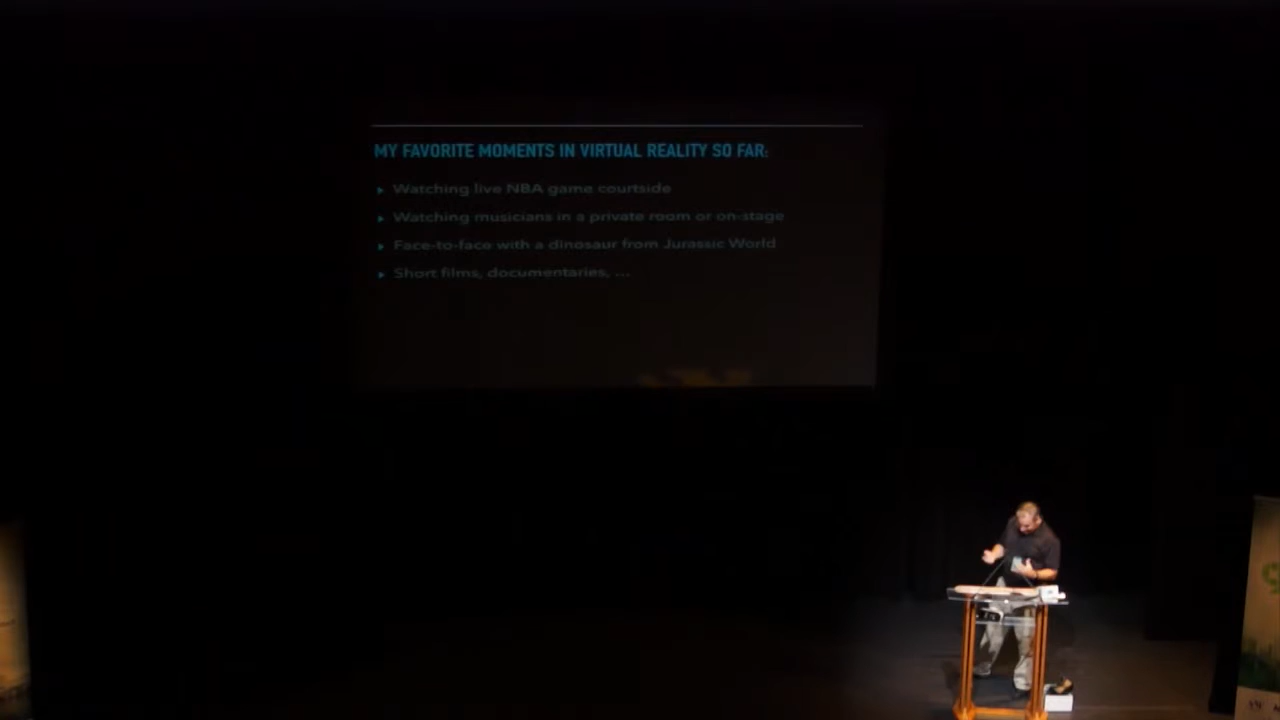 MY FAVORITE MOMENTS IN VIRTUAL REALITY SO FAR:
Watching live NBA game courtside
Watching musicians in a private room or on-stage
Face-to-face with a dinosaur from Jurassic World
Short films, documentaries, ...